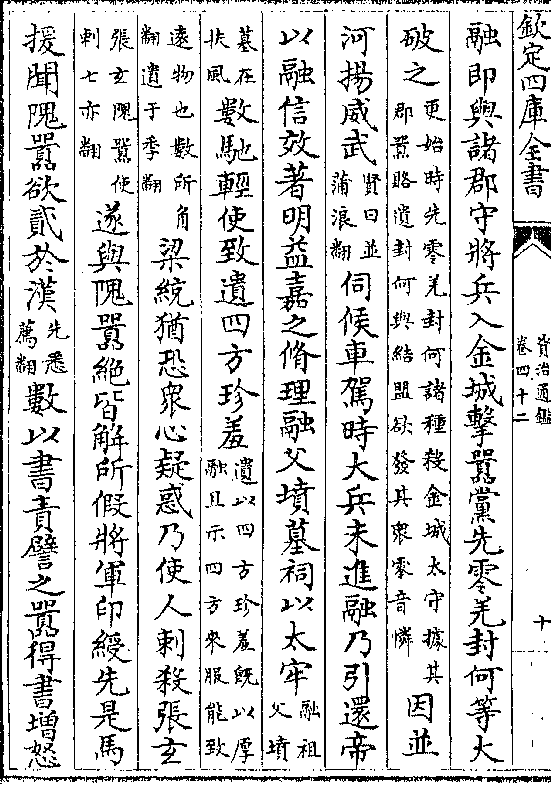 欽定四庫全書
資治通鑑
卷四十二
十
融即與諸郡守將兵入金城擊囂黨先零羌封何等大
破之更始時先零羌封何諸種殺金城太守據其郡囂賂遺封何與結盟欲發其衆零音憐因並
河揚威武賢曰並蒲浪翻伺候車駕時大兵未進融乃引還帝
以融信效著明益嘉之脩理融父墳墓祠以太牢融祖父墳
墓在扶風數馳輕使致遺四方珍羞遺以四方珍羞既以厚融且示四方來服能致
遠物也數所角翻遺于季翻梁統猶恐衆心疑惑乃使人刺殺張玄
張玄隗囂使刺七亦翻遂與隗囂絶皆解所假將軍印綬先是馬
援聞隗囂欲貳於漢先悉薦翻數以書責譬之囂得書增怒